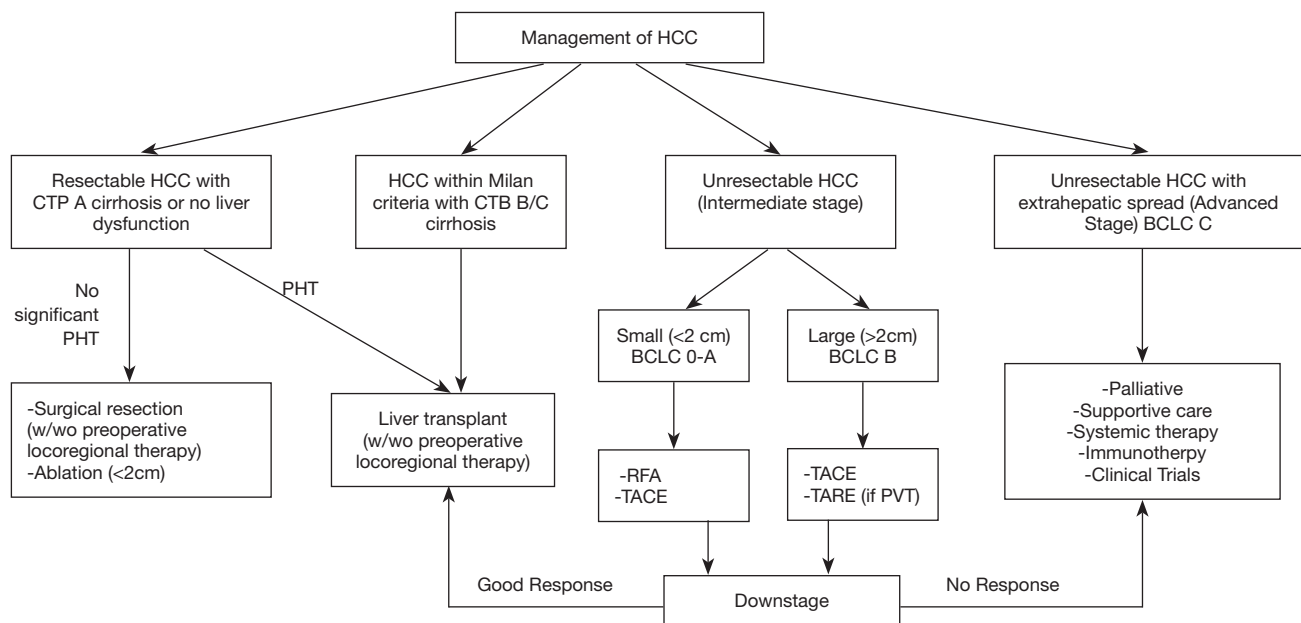 Management of HCC
Resectable HCC with
CTP A cirrhosis or no liver
dysfunction
HCC within Milan
criteria with CTB B/C
cirrhosis
Unresectable HCC
(Intermediate stage)
Unresectable HCC with
extrahepatic spread (Advanced
Stage) BCLC C
No
significant
PHT
PHT
Small (<2 cm)
BCLC 0-A
Large (>2cm)
BCLC B
-Surgical resection
(w/wo preoperative
locoregional therapy)
-Ablation (<2cm)
Liver transplant
(w/wo preoperative
locoregional therapy)
-RFA
-TACE
-TACE
-TARE (if PVT)
-Palliative
-Supportive care
-Systemic therapy
-Immunotherpy
-Clinical Trials
Good Response
Downstage
No Response